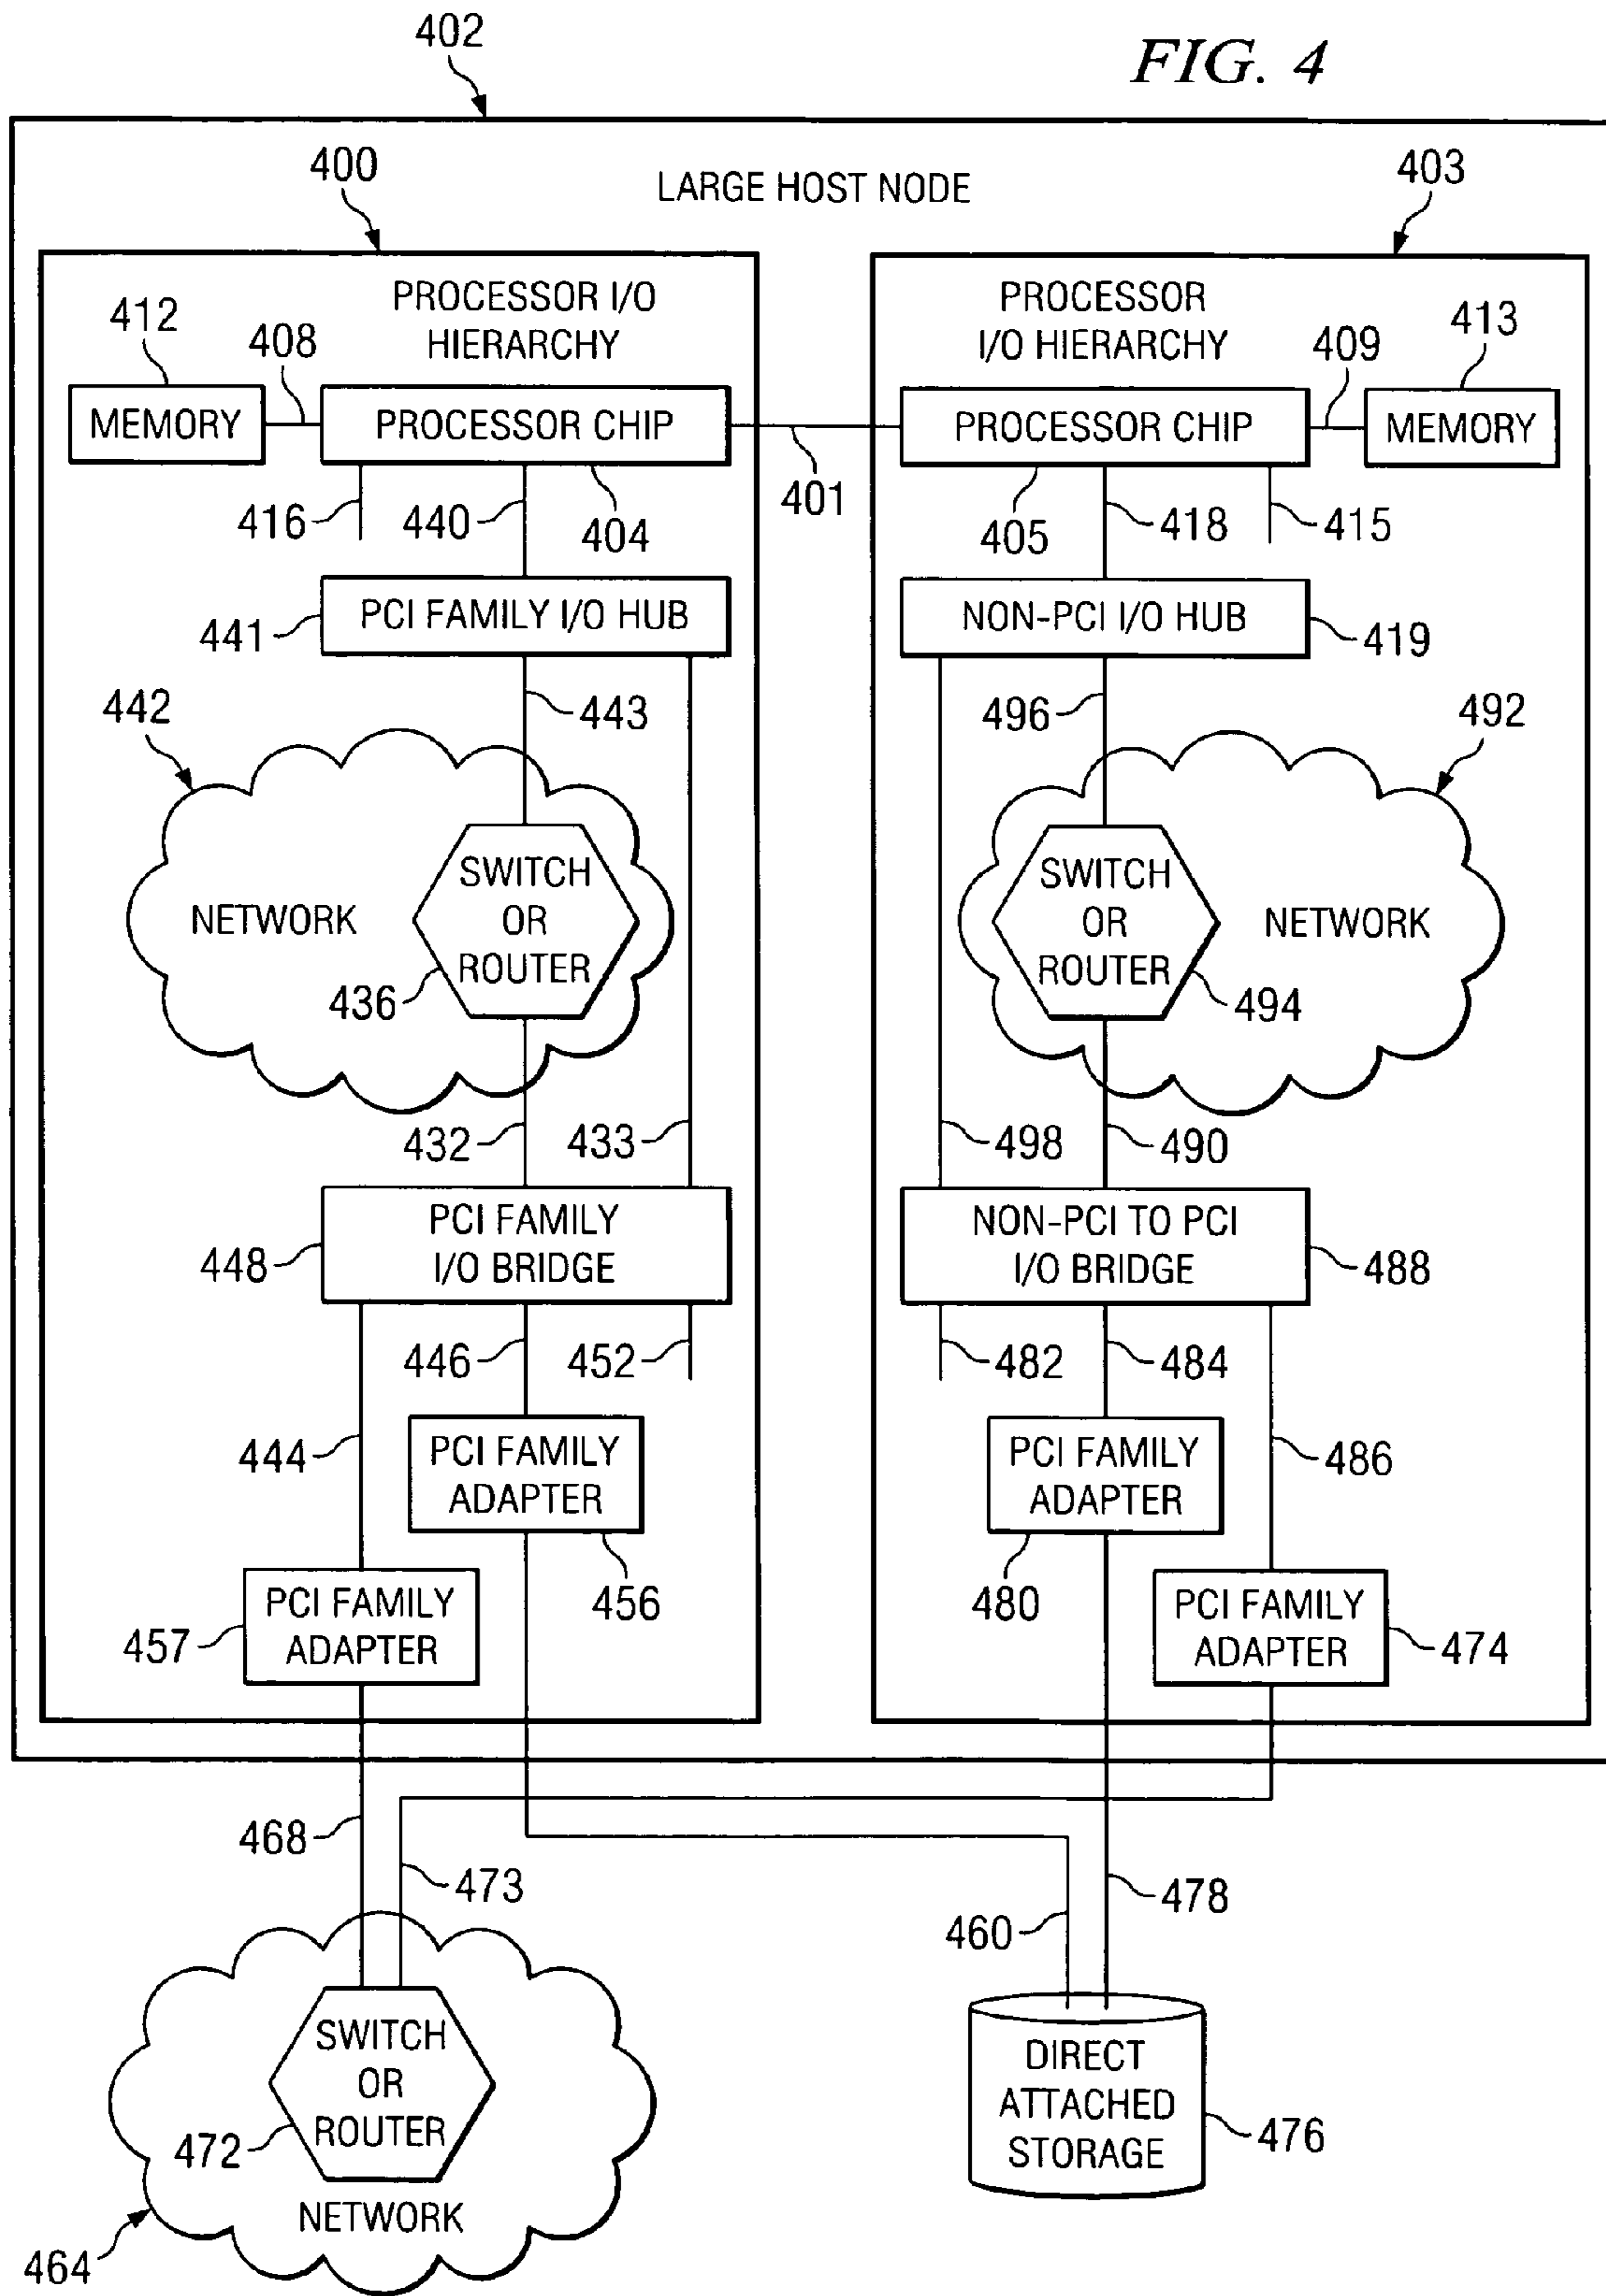 FIG. 4
402
LARGE HOST NODE
400
403
PROCESSOR I/O
HIERARCHY
PROCESSOR
I/O HIERARCHY
412
408
409
413
MEMORY
PROCESSOR CHIP
PROCESSOR CHIP
MEMORY
401
416
440
404
405
418
415
PCI FAMILY I/O HUB
441
NON-PCI I/O HUB
419
442
443
496
492
NETWORK
SWITCH
OR
ROUTER
436
SWITCH
OR
ROUTER
494
NETWORK
432
433
498
490
PCI FAMILY
I/O BRIDGE
448
NON-PCI TO PCI
I/O BRIDGE
488
446
452
482
484
444
PCI FAMILY
ADAPTER
456
PCI FAMILY
ADAPTER
480
486
PCI FAMILY
ADAPTER
457
PCI FAMILY
ADAPTER
474
468
473
460
478
SWITCH
OR
ROUTER
472
NETWORK
464
DIRECT
ATTACHED
STORAGE
476